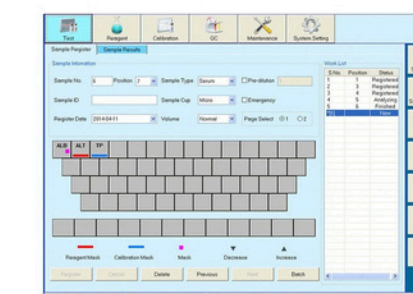 Test Reagent Calibration QC Maintenance System Setting
Sample Register Sample Results
Sample Infomation
Sample No. 6 Position 7 Sample Type Serum Pre-dilution
Sample ID Sample Cup Micro Emergency
Register Date 2014-04-11 Volume Normal Page Select 1 2
ALB ALT TP
Reagent Mask Calibration Mask Mask Decrease Increase
Register Cancel Delete Previous Next Batch
Work List
S.No. Position Status
1 1 Registered
2 3 Registered
3 4 Registered
4 5 Analyzing
5 6 Finished
New